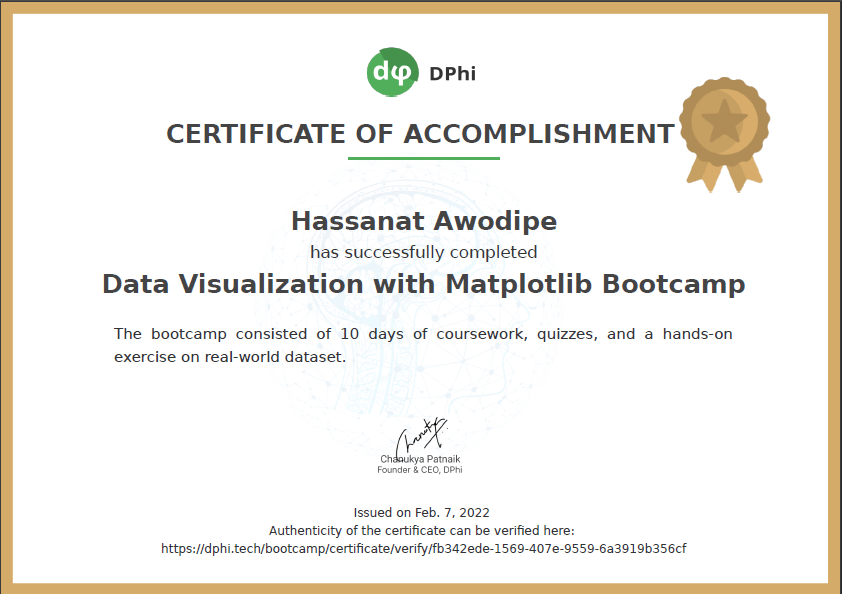 dφ DPhi
CERTIFICATE OF ACCOMPLISHMENT
Hassanat Awodipe
has successfully completed
Data Visualization with Matplotlib Bootcamp
The bootcamp consisted of 10 days of coursework, quizzes, and a hands-on
exercise on real-world dataset.
Chanukya Patnaik
Founder & CEO, DPhi
Issued on Feb. 7, 2022
Authenticity of the certificate can be verified here:
https://dphi.tech/bootcamp/certificate/verify/fb342ede-1569-407e-9559-6a3919b356cf